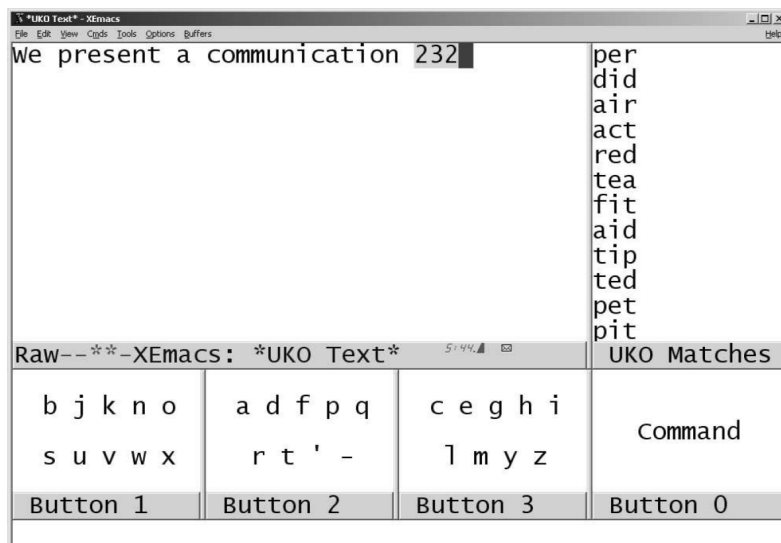 *UKO Text* - XEmacs
File Edit View Cmds Tools Options Buffers Help
We present a communication 232
per
did
air
act
red
tea
fit
aid
tip
ted
pet
pit
Raw--**-XEmacs: *UKO Text* 5:44
UKO Matches
b j k n o
s u v w x
a d f p q
r t ' -
c e g h i
l m y z
Command
Button 1
Button 2
Button 3
Button 0